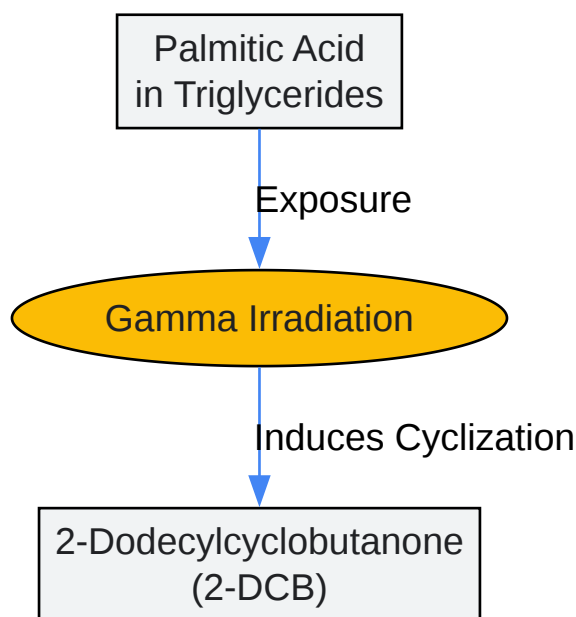 Palmitic Acid
in Triglycerides
Exposure
Gamma Irradiation
Induces Cyclization
2-Dodecylcyclobutanone
(2-DCB)